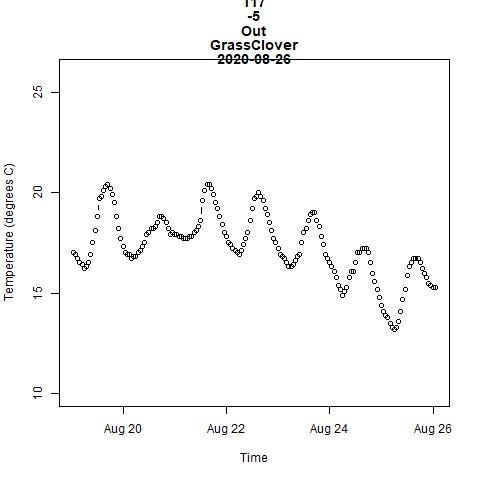 T17
-5
Out
GrassClover
2020-08-26
25
20
15
10
Temperature (degrees C)
Aug 20
Aug 22
Aug 24
Aug 26
Time